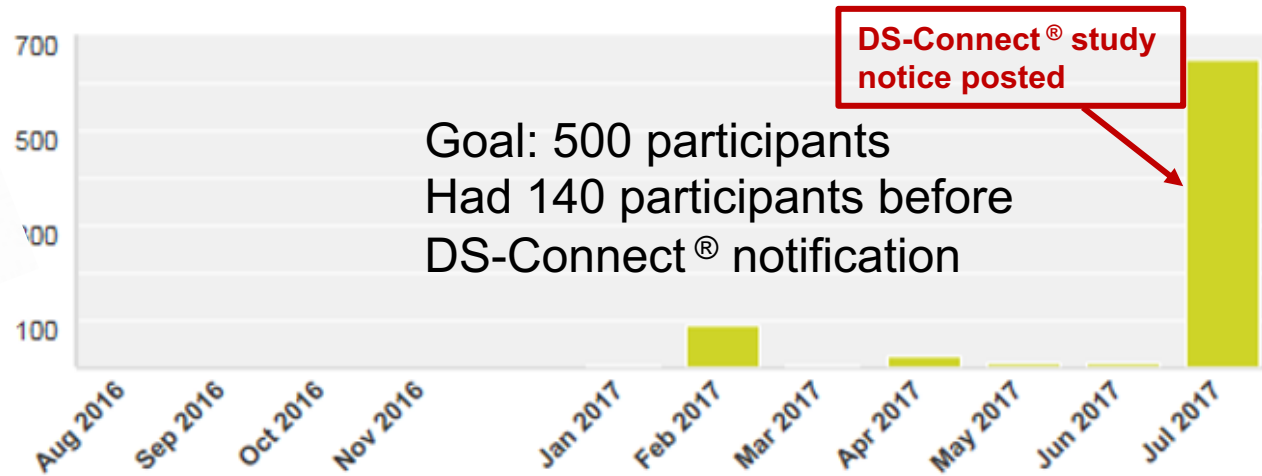 700
DS-Connect ® study
notice posted
500
Goal: 500 participants
Had 140 participants before
DS-Connect ® notification
100
Aug 2016
Sep 2016
Oct 2016
Nov 2016
Jan 2017
Feb 2017
Mar 2017
Apr 2017
May 2017
Jun 2017
Jul 2017